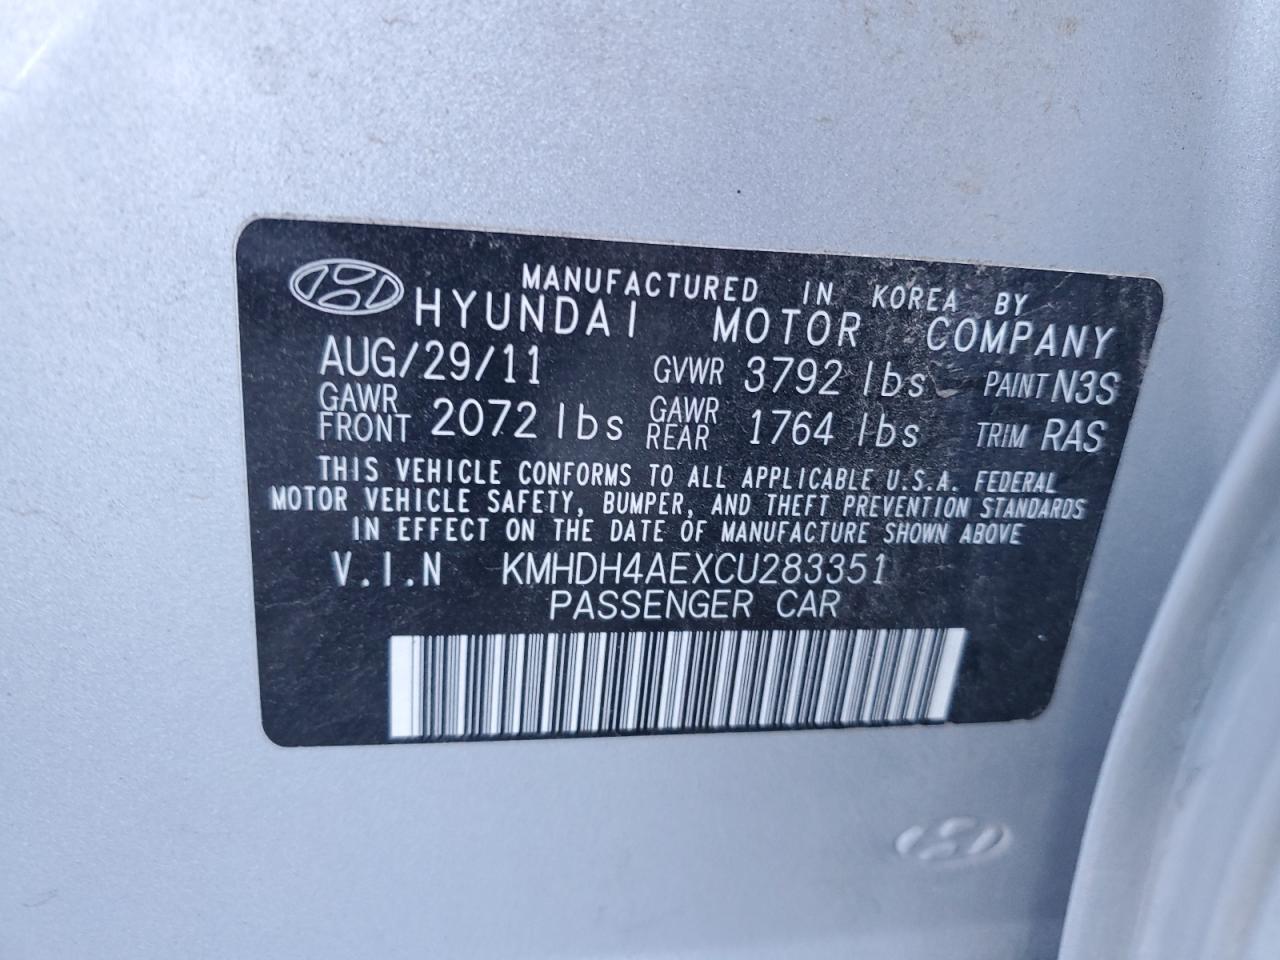 MANUFACTURED IN KOREA BY
HYUNDAI MOTOR COMPANY
AUG/29/11 GVWR 3792 lbs PAINT N3S
GAWR FRONT 2072 lbs GAWR REAR 1764 lbs TRIM RAS
THIS VEHICLE CONFORMS TO ALL APPLICABLE U.S.A. FEDERAL
MOTOR VEHICLE SAFETY, BUMPER, AND THEFT PREVENTION STANDARDS
IN EFFECT ON THE DATE OF MANUFACTURE SHOWN ABOVE
V.I.N KMHDH4AEXCU283351
PASSENGER CAR